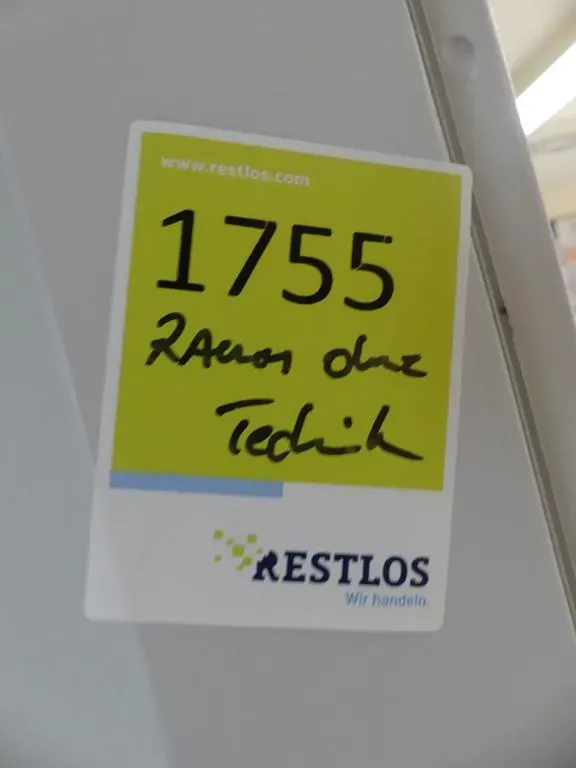 www.restlos.com
1755
ohne
Technik
RESTLOS
Wir handeln.